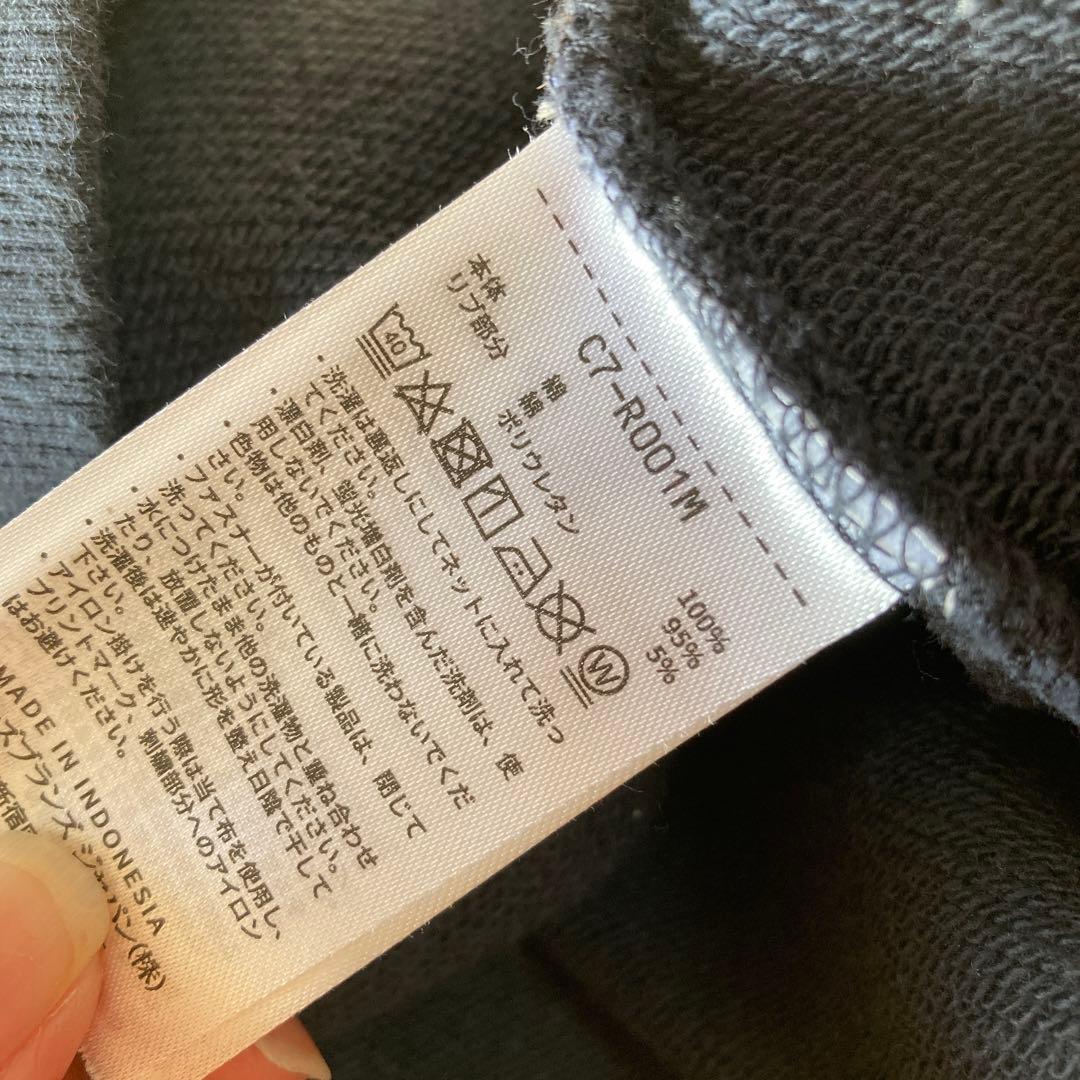 C7-R001M
本体 綿 100%
リブ部分 綿 95%
ポリウレタン 5%
40
W
・洗濯は裏返しにしてネットに入れて洗っ
てください。
・漂白剤、蛍光増白剤を含んだ洗剤は、使
用しないでください。
・色物は他のものと一緒に洗わないでくだ
さい。
・ファスナーが付いている製品は、閉じて
洗ってください。
・水につけたまま他の洗濯物と重ね合わせ
たり、放置しないようにしてください。
・洗濯後は速やかに形を整え日陰で干して
下さい。
・アイロン掛けを行う際は当て布を使用し、
プリントマーク、刺繍部分へのアイロン
はお避けください。
MADE IN INDONESIA
ズブランズ ジャパン(株)
新宿